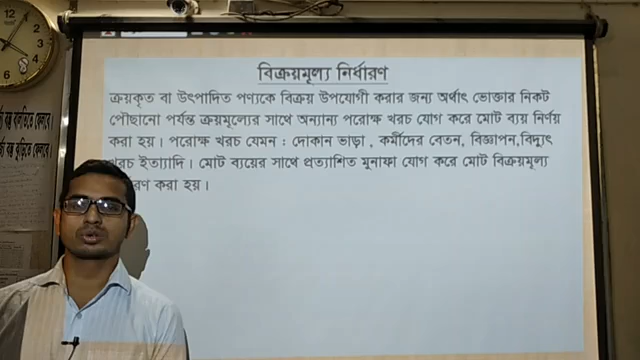 বিক্রয়মূল্য নির্ধারণ
ক্রয়কৃত বা উৎপাদিত পণ্যকে বিক্রয় উপযোগী করার জন্য অর্থাৎ ভোক্তার নিকট
পৌছানো পর্যন্ত ক্রয়মূল্যের সাথে অন্যান্য পরোক্ষ খরচ যোগ করে মোট ব্যয় নির্ণয়
করা হয়। পরোক্ষ খরচ যেমন : দোকান ভাড়া , কর্মীদের বেতন, বিজ্ঞাপন,বিদ্যুৎ
খরচ ইত্যাদি। মোট ব্যয়ের সাথে প্রত্যাশিত মুনাফা যোগ করে মোট বিক্রয়মূল্য
রণ করা হয়।